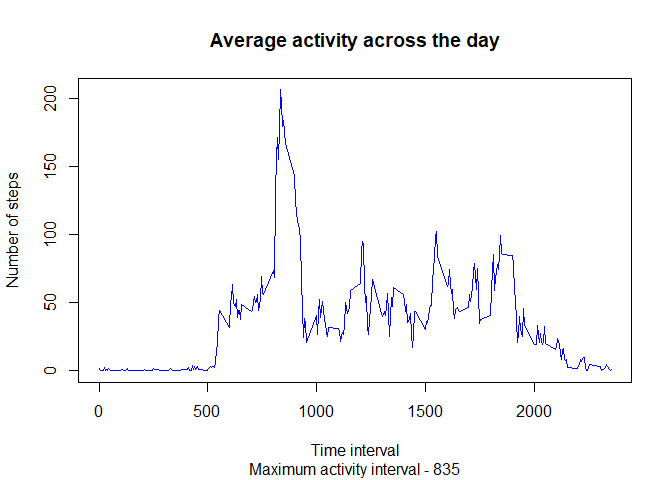 Average activity across the day
Number of steps
200
150
100
50
0
0 500 1000 1500 2000
Time interval
Maximum activity interval - 835